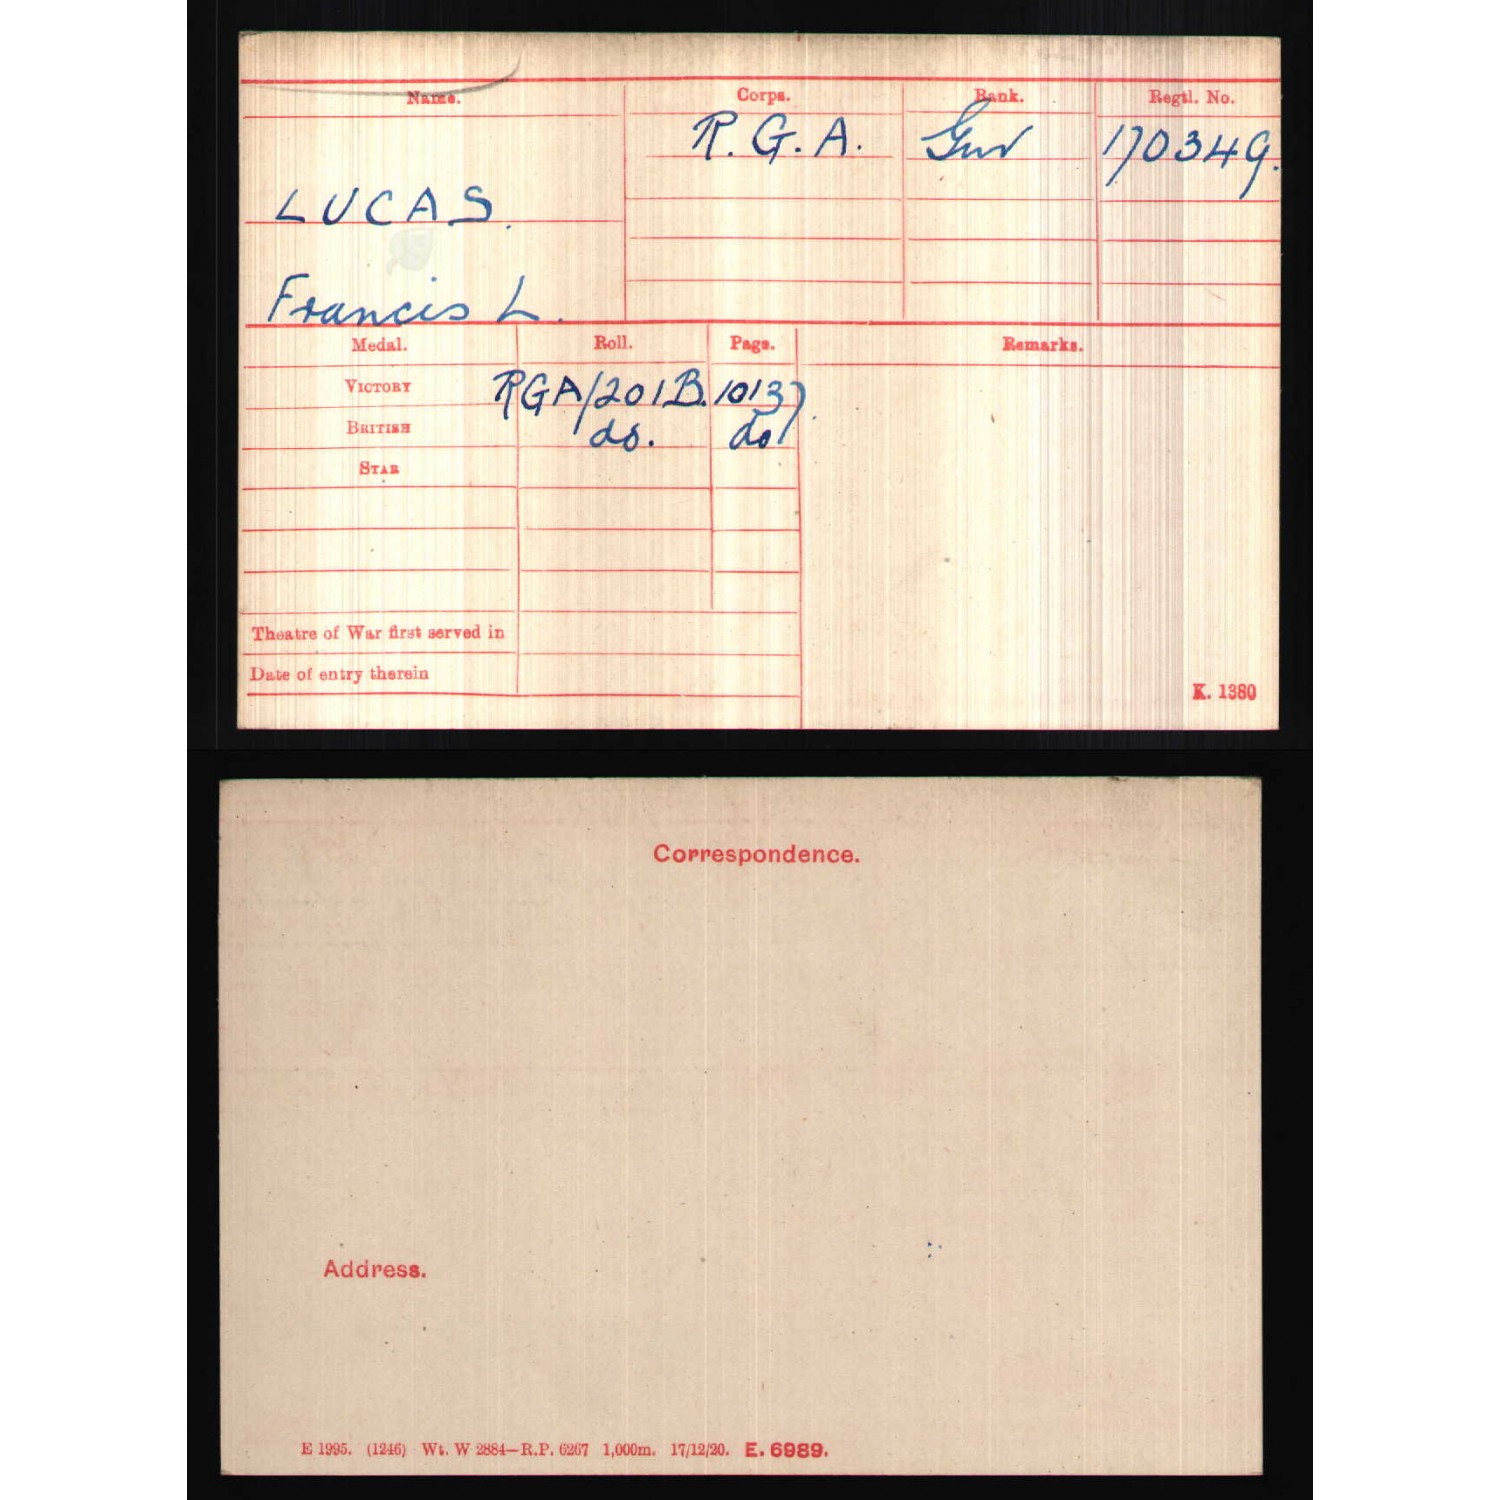 Name. Corps. Rank. Regtl. No.
R.G.A. Gnr 170349.
LUCAS.
Francis L.
Medal. Roll. Page. Remarks.
VICTORY RGA/201B. 10137.
BRITISH do. do
STAR
Theatre of War first served in
Date of entry therein
K. 1380
Correspondence.
Address.
E 1995. (1246) Wt. W 2884—R.P. 6267 1,000m. 17/12/20. E. 6989.